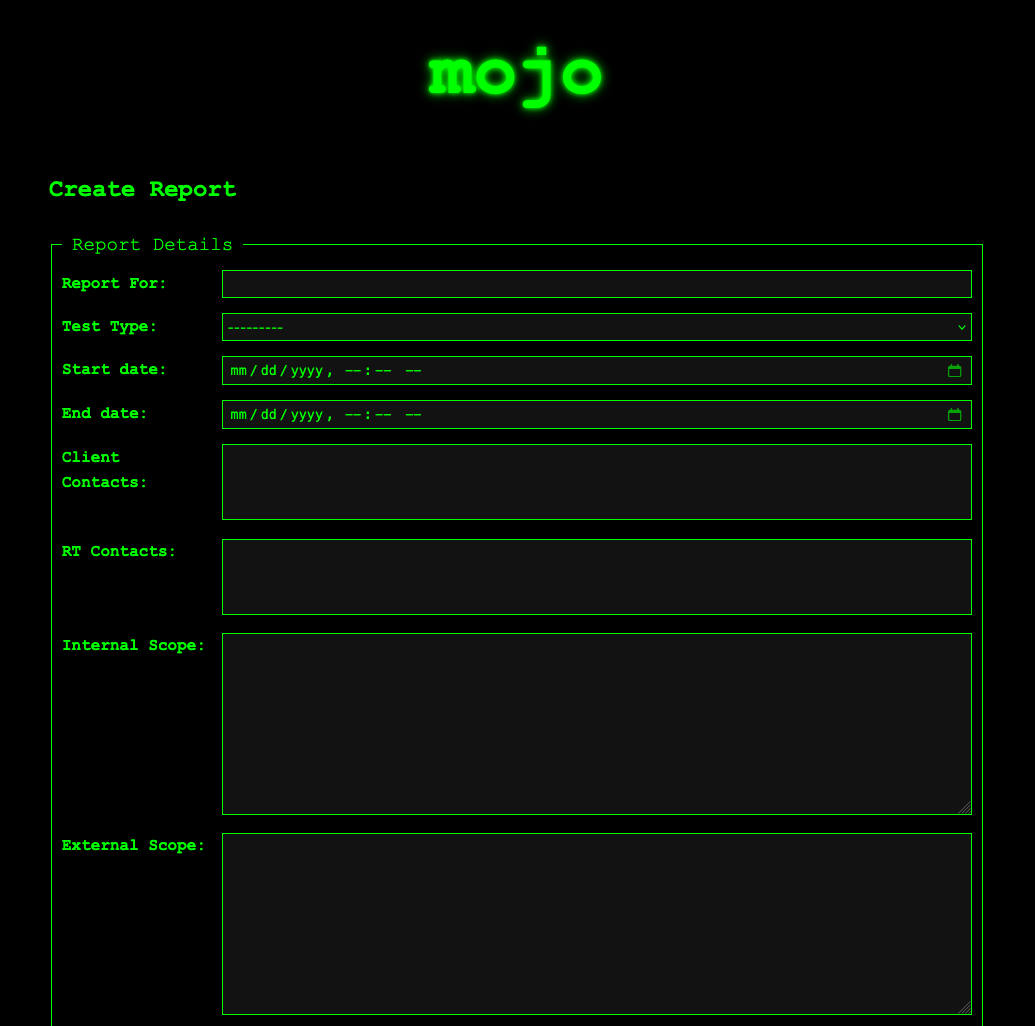 mojo
Create Report
Report Details
Report For:
Test Type:
---------
Start date:
mm/dd/yyyy, --:-- --
End date:
mm/dd/yyyy, --:-- --
Client
Contacts:
RT Contacts:
Internal Scope:
External Scope: